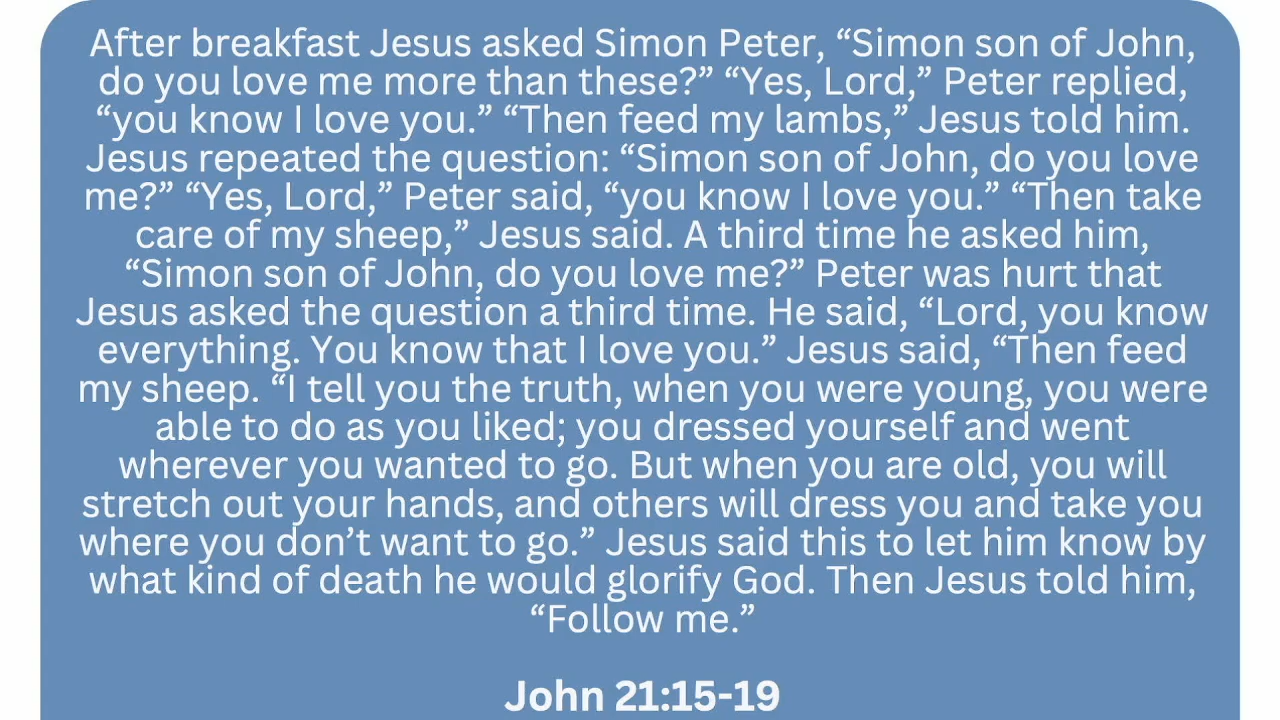 After breakfast Jesus asked Simon Peter, “Simon son of John,
do you love me more than these?” “Yes, Lord,” Peter replied,
“you know I love you.” “Then feed my lambs,” Jesus told him.
Jesus repeated the question: “Simon son of John, do you love
me?” “Yes, Lord,” Peter said, “you know I love you.” “Then take
care of my sheep,” Jesus said. A third time he asked him,
“Simon son of John, do you love me?” Peter was hurt that
Jesus asked the question a third time. He said, “Lord, you know
everything. You know that I love you.” Jesus said, “Then feed
my sheep. “I tell you the truth, when you were young, you were
able to do as you liked; you dressed yourself and went
wherever you wanted to go. But when you are old, you will
stretch out your hands, and others will dress you and take you
where you don’t want to go.” Jesus said this to let him know by
what kind of death he would glorify God. Then Jesus told him,
“Follow me.”
John 21:15-19